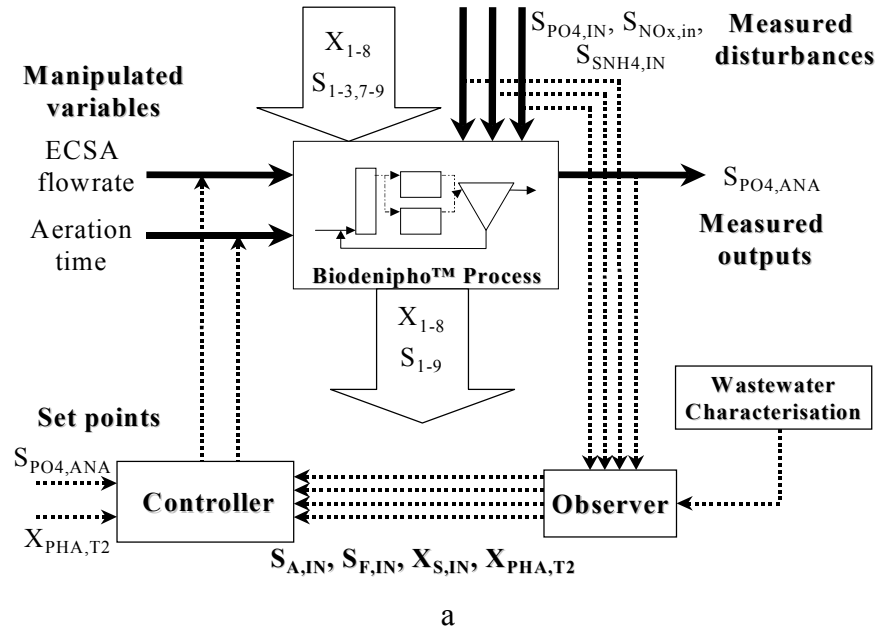 X1-8
S1-3,7-9
SPO4,IN, SNOx,in,
SSNH4,IN
Measured
disturbances
Manipulated
variables
ECSA
flowrate
Aeration
time
Biodenipho™ Process
SPO4,ANA
Measured
outputs
X1-8
S1-9
Wastewater
Characterisation
Set points
SPO4,ANA
XPHA,T2
Controller
Observer
SA,IN, SF,IN, XS,IN, XPHA,T2
a